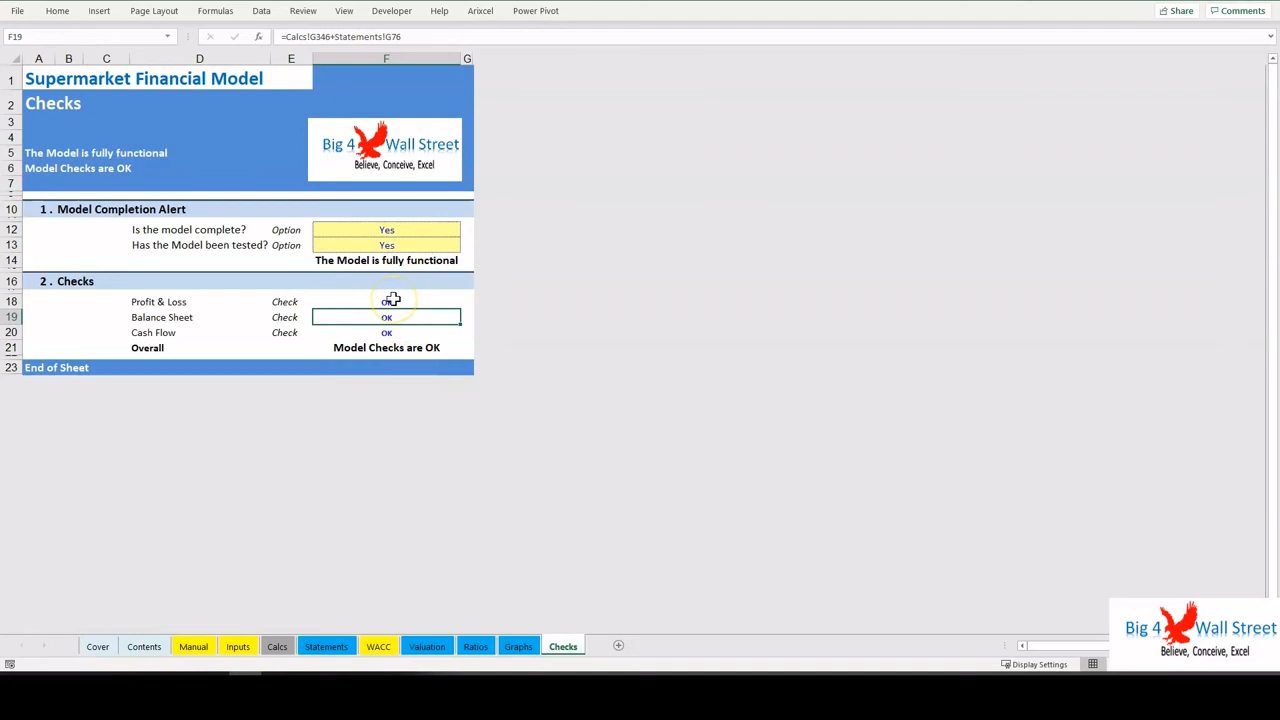 File Home Insert Page Layout Formulas Data Review View Developer Help Arixcel Power Pivot Share Comments
F19 fx =Calcs!G346+Statements!G76
A B C D E F G
1 Supermarket Financial Model
2 Checks
3
4 Big 4 Wall Street
5 The Model is fully functional Believe, Conceive, Excel
6 Model Checks are OK
7
10 1 . Model Completion Alert
12 Is the model complete? Option Yes
13 Has the Model been tested? Option Yes
14 The Model is fully functional
16 2 . Checks
18 Profit & Loss Check OK
19 Balance Sheet Check OK
20 Cash Flow Check OK
21 Overall Model Checks are OK
23 End of Sheet
Big 4 Wall Street
Believe, Conceive, Excel
Cover Contents Manual Inputs Calcs Statements WACC Valuation Ratios Graphs Checks
Display Settings